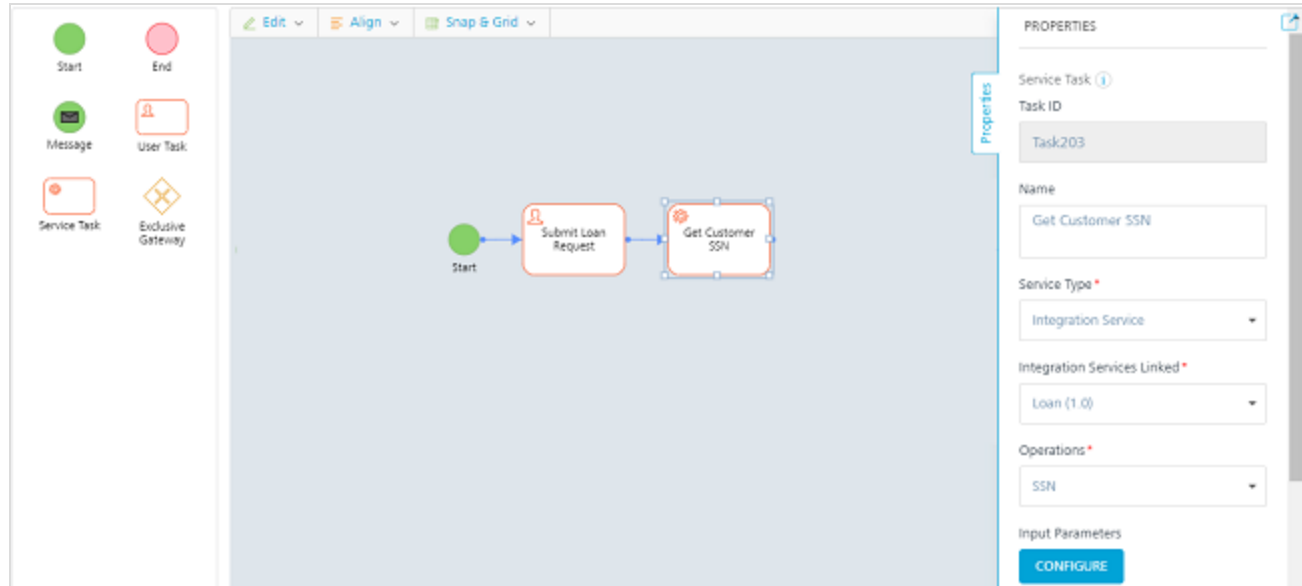 Start
End
Message
User Task
Service Task
Exclusive
Gateway
Edit
Align
Snap & Grid
Start
Submit Loan
Request
Get Customer
SSN
Properties
PROPERTIES
Service Task
Task ID
Task203
Name
Get Customer SSN
Service Type*
Integration Service
Integration Services Linked*
Loan (1.0)
Operations*
SSN
Input Parameters
CONFIGURE